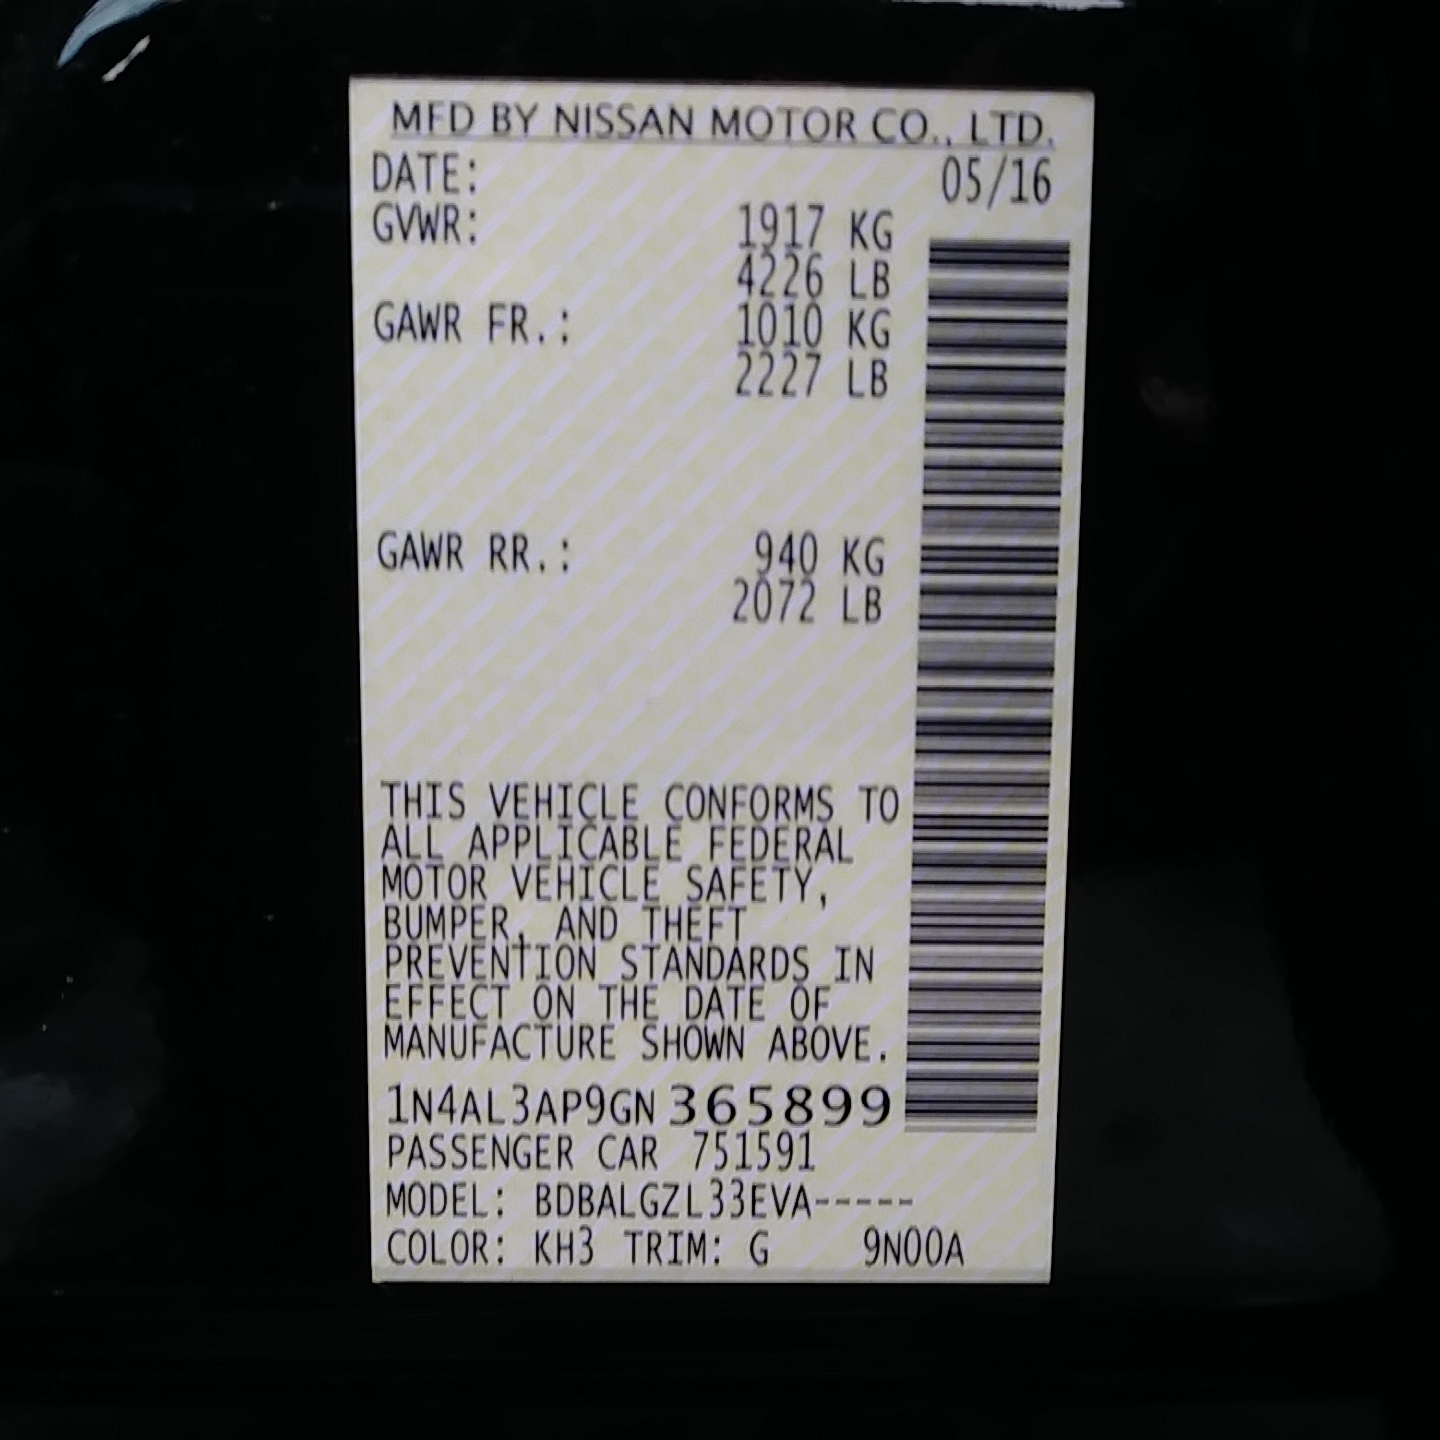 MFD BY NISSAN MOTOR CO., LTD.
DATE: 05/16
GVWR: 1917 KG
4226 LB
GAWR FR.: 1010 KG
2227 LB
GAWR RR.: 940 KG
2072 LB
THIS VEHICLE CONFORMS TO
ALL APPLICABLE FEDERAL
MOTOR VEHICLE SAFETY,
BUMPER, AND THEFT
PREVENTION STANDARDS IN
EFFECT ON THE DATE OF
MANUFACTURE SHOWN ABOVE.
1N4AL3AP9GN365899
PASSENGER CAR 751591
MODEL: BDBALGZL33EVA-----
COLOR: KH3 TRIM: G 9N00A